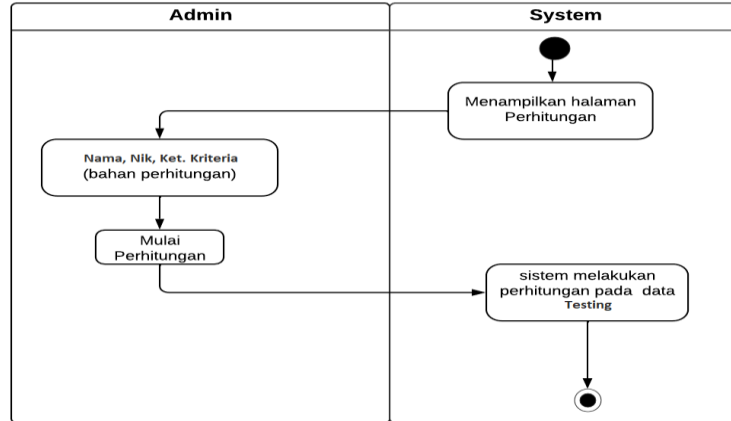 Admin
System
Menampilkan halaman
Perhitungan
Nama, Nik, Ket. Kriteria
(bahan perhitungan)
Mulai
Perhitungan
sistem melakukan
perhitungan pada data
Testing